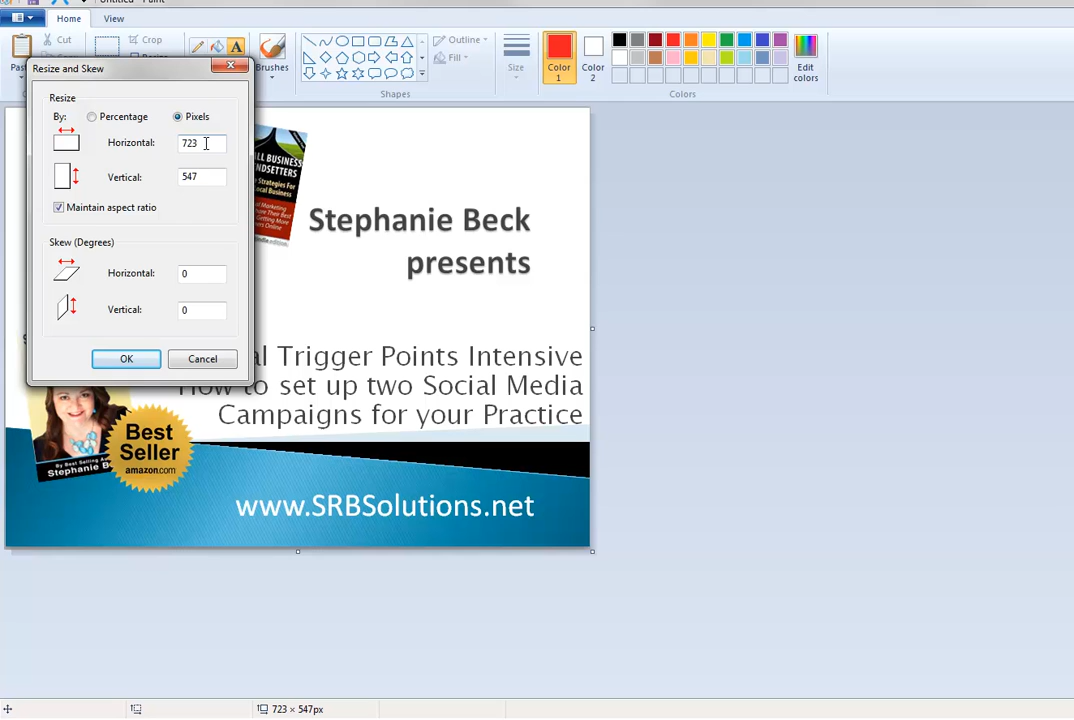 Untitled - Paint
Home
View
Cut
Crop
Past
Brushes
Outline
Fill
Shapes
Size
Color
1
Color
2
Edit
colors
Colors
Resize and Skew
Resize
By:
Percentage
Pixels
Horizontal:
723
Vertical:
547
Maintain aspect ratio
Skew (Degrees)
Horizontal:
0
Vertical:
0
OK
Cancel
Stephanie Beck
presents
al Trigger Points Intensive
How to set up two Social Media
Campaigns for your Practice
Best
Seller
amazon.com
www.SRBSolutions.net
723 × 547px